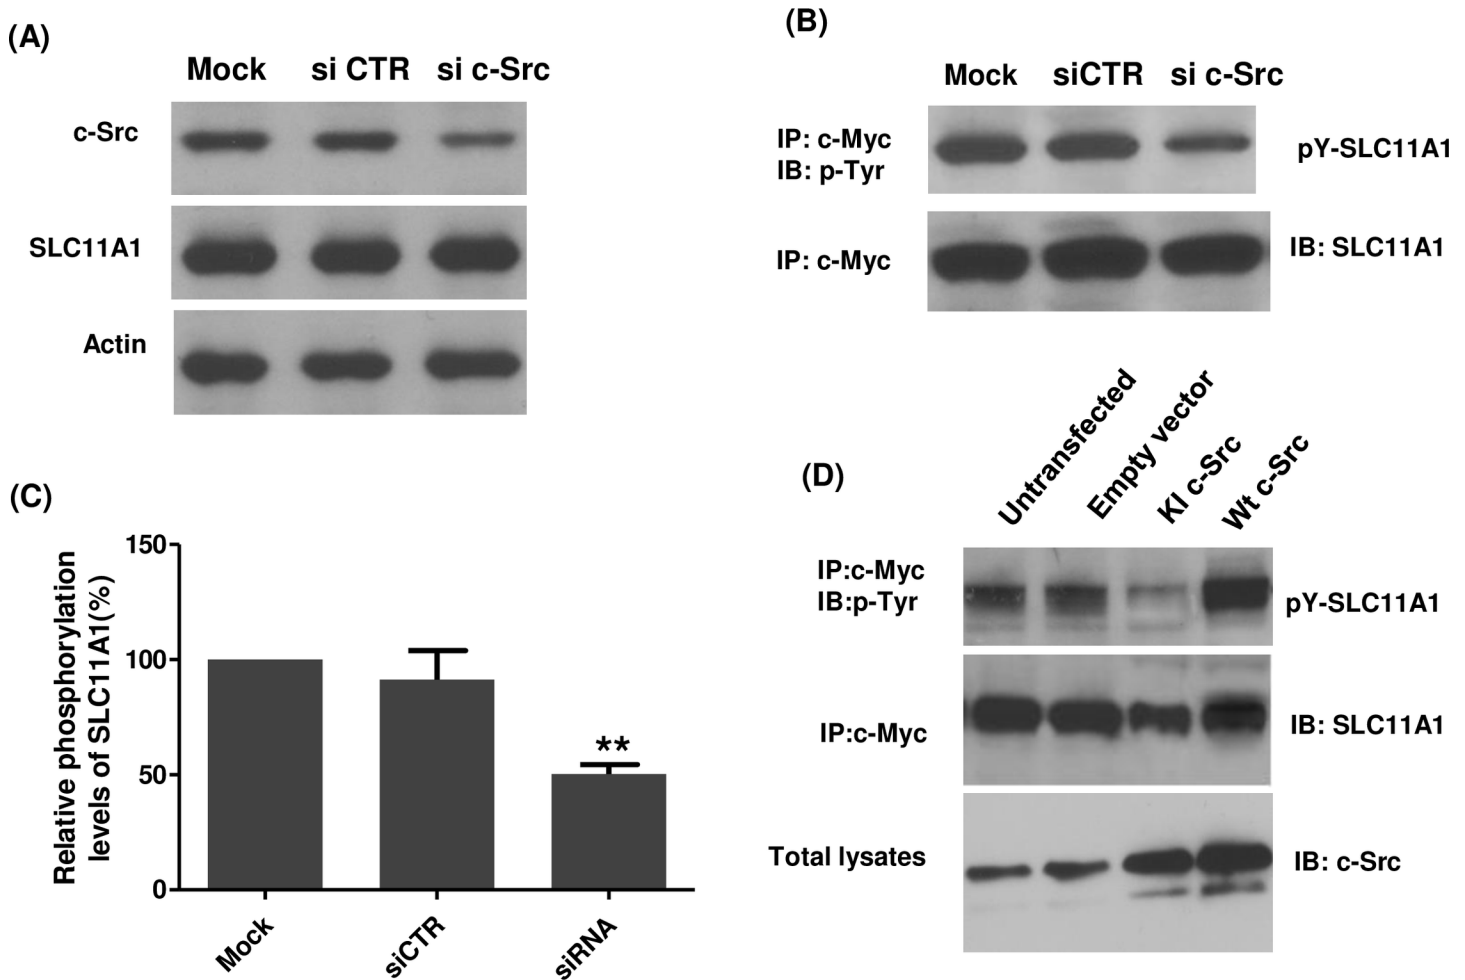 (A)
Mock si CTR si c-Src
c-Src
SLC11A1
Actin
(B)
Mock siCTR si c-Src
IP: c-Myc
IB: p-Tyr
pY-SLC11A1
IP: c-Myc
IB: SLC11A1
(C)
Relative phosphorylation
levels of SLC11A1(%)
150
100
50
0
**
Mock
siCTR
siRNA
(D)
Untransfected
Empty vector
KI c-Src
Wt c-Src
IP:c-Myc
IB:p-Tyr
pY-SLC11A1
IP:c-Myc
IB: SLC11A1
Total lysates
IB: c-Src